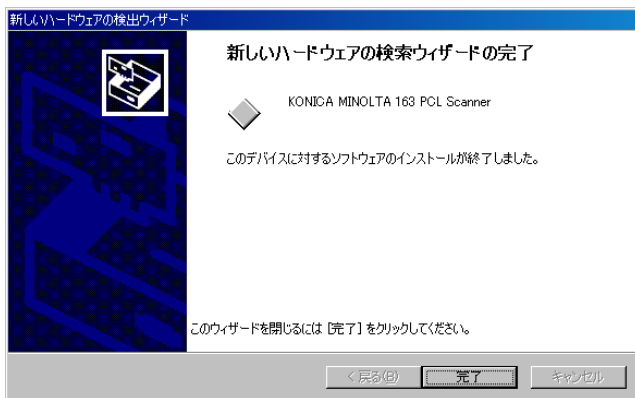 新しいハードウェアの検出ウィザード
新しいハードウェアの検索ウィザードの完了
KONICA MINOLTA 163 PCL Scanner
このデバイスに対するソフトウェアのインストールが終了しました。
このウィザードを閉じるには [完了] をクリックしてください。
< 戻る(B)
完了
キャンセル